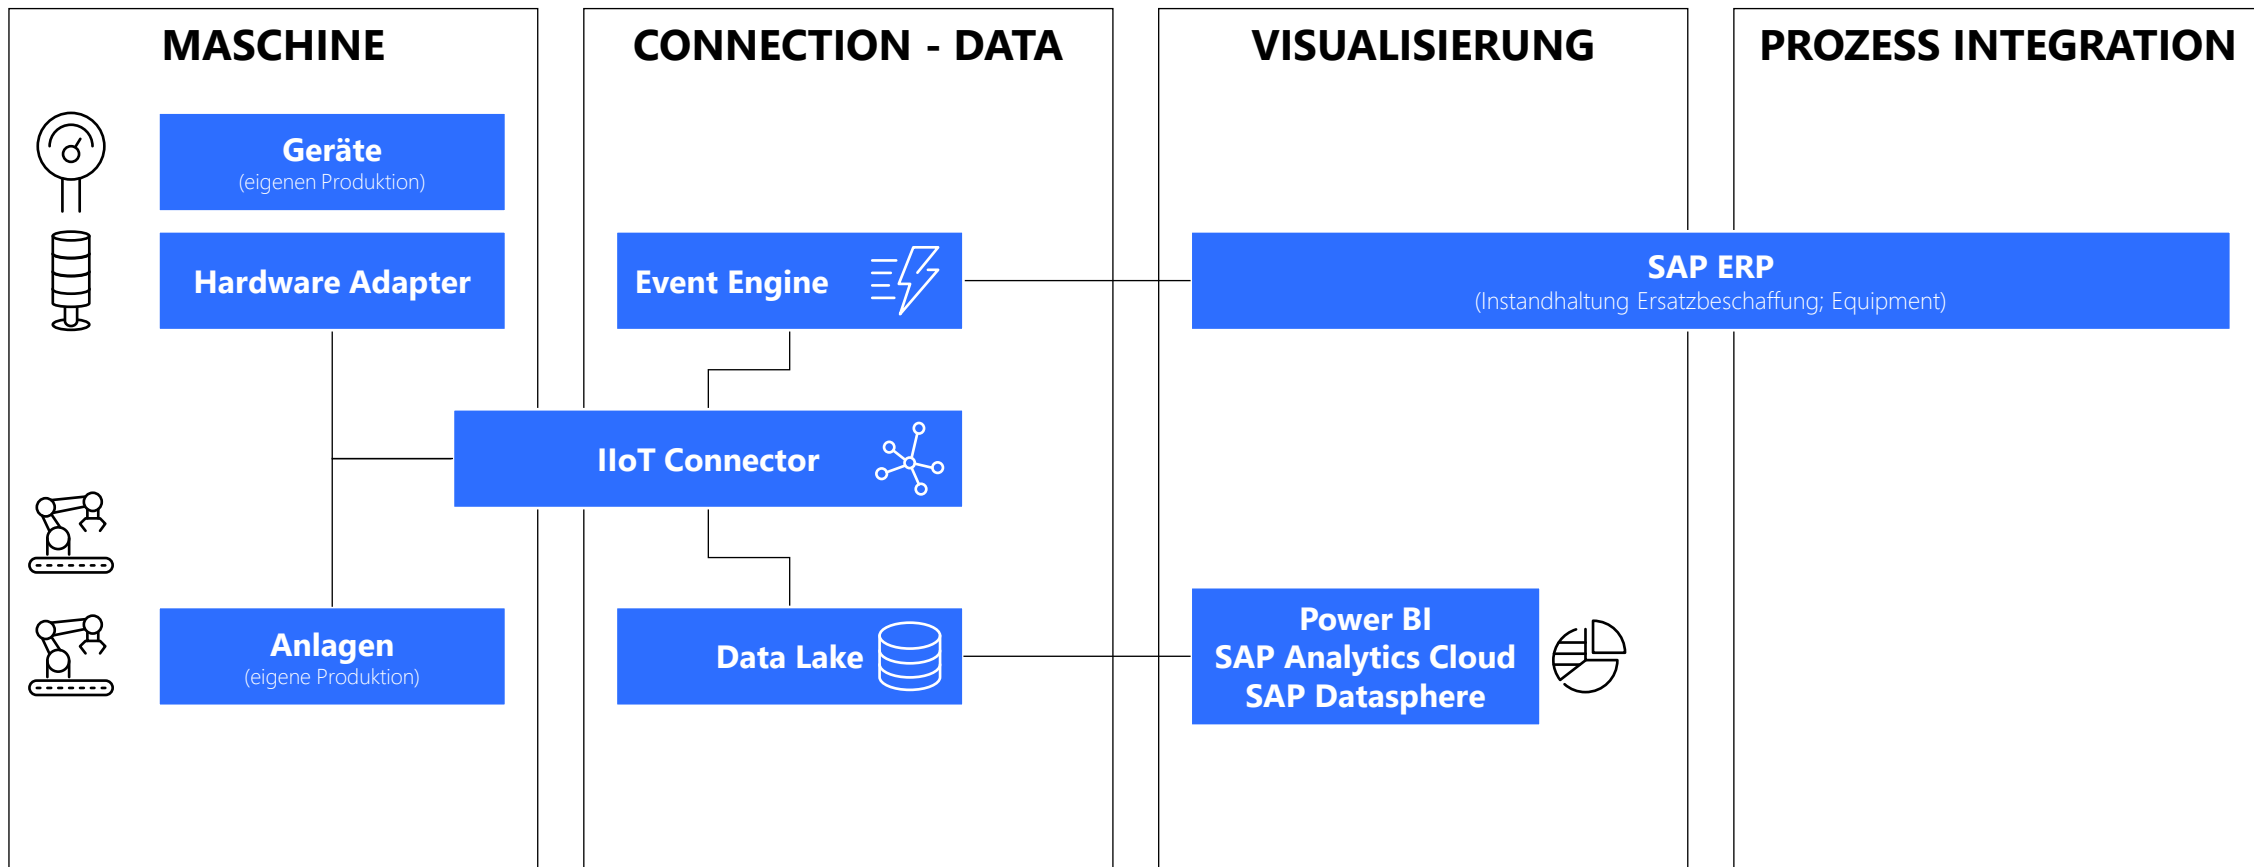 MASCHINE
Geräte
(eigenen Produktion)
Hardware Adapter
Anlagen
(eigene Produktion)
CONNECTION - DATA
Event Engine
IIoT Connector
Data Lake
VISUALISIERUNG
PROZESS INTEGRATION
SAP ERP
(Instandhaltung Ersatzbeschaffung; Equipment)
Power BI
SAP Analytics Cloud
SAP Datasphere